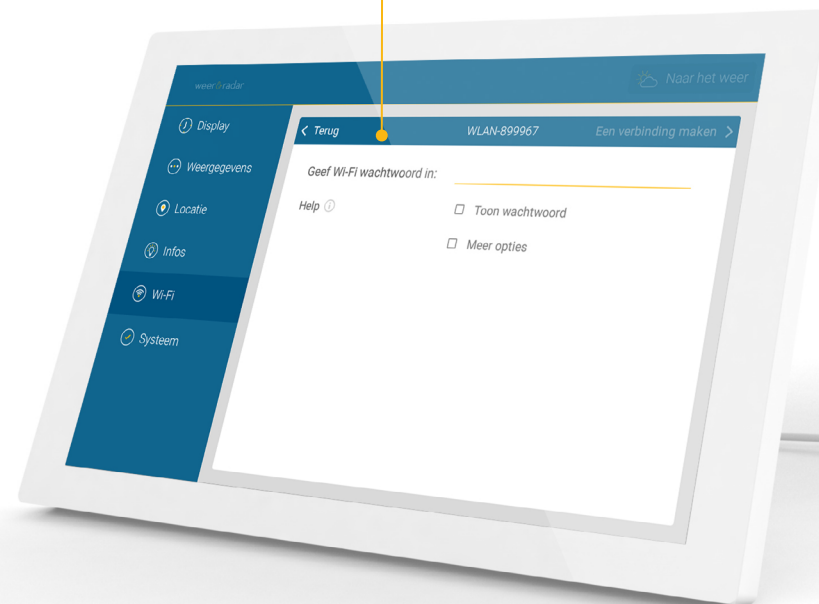 weer&radar
Naar het weer
Display
Weergegevens
Locatie
Infos
Wi-Fi
Systeem
Terug
WLAN-899967
Een verbinding maken
Geef Wi-Fi wachtwoord in:
Help
Toon wachtwoord
Meer opties